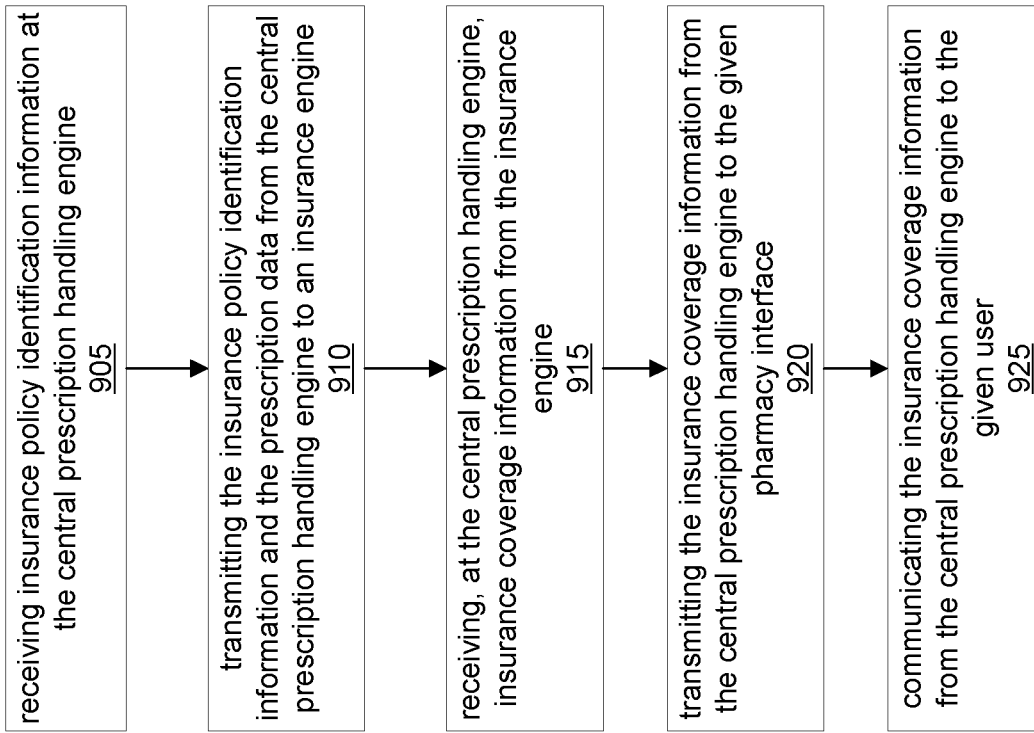 receiving insurance policy identification information at
the central prescription handling engine
905
transmitting the insurance policy identification
information and the prescription data from the central
prescription handling engine to an insurance engine
910
receiving, at the central prescription handling engine,
insurance coverage information from the insurance
engine
915
transmitting the insurance coverage information from
the central prescription handling engine to the given
pharmacy interface
920
communicating the insurance coverage information
from the central prescription handling engine to the
given user
925